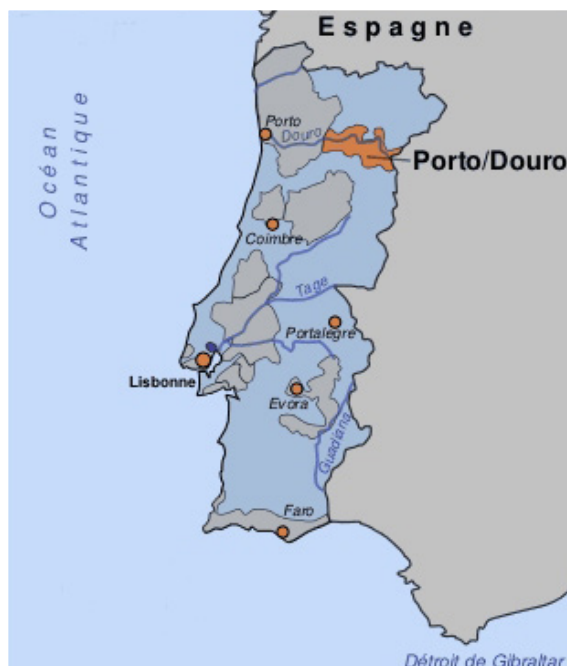 Espagne
Océan
Atlantique
Porto
Douro
Porto/Douro
Coimbre
Tage
Portalegre
Lisbonne
Evora
Guadiana
Faro
Détroit de Gibraltar